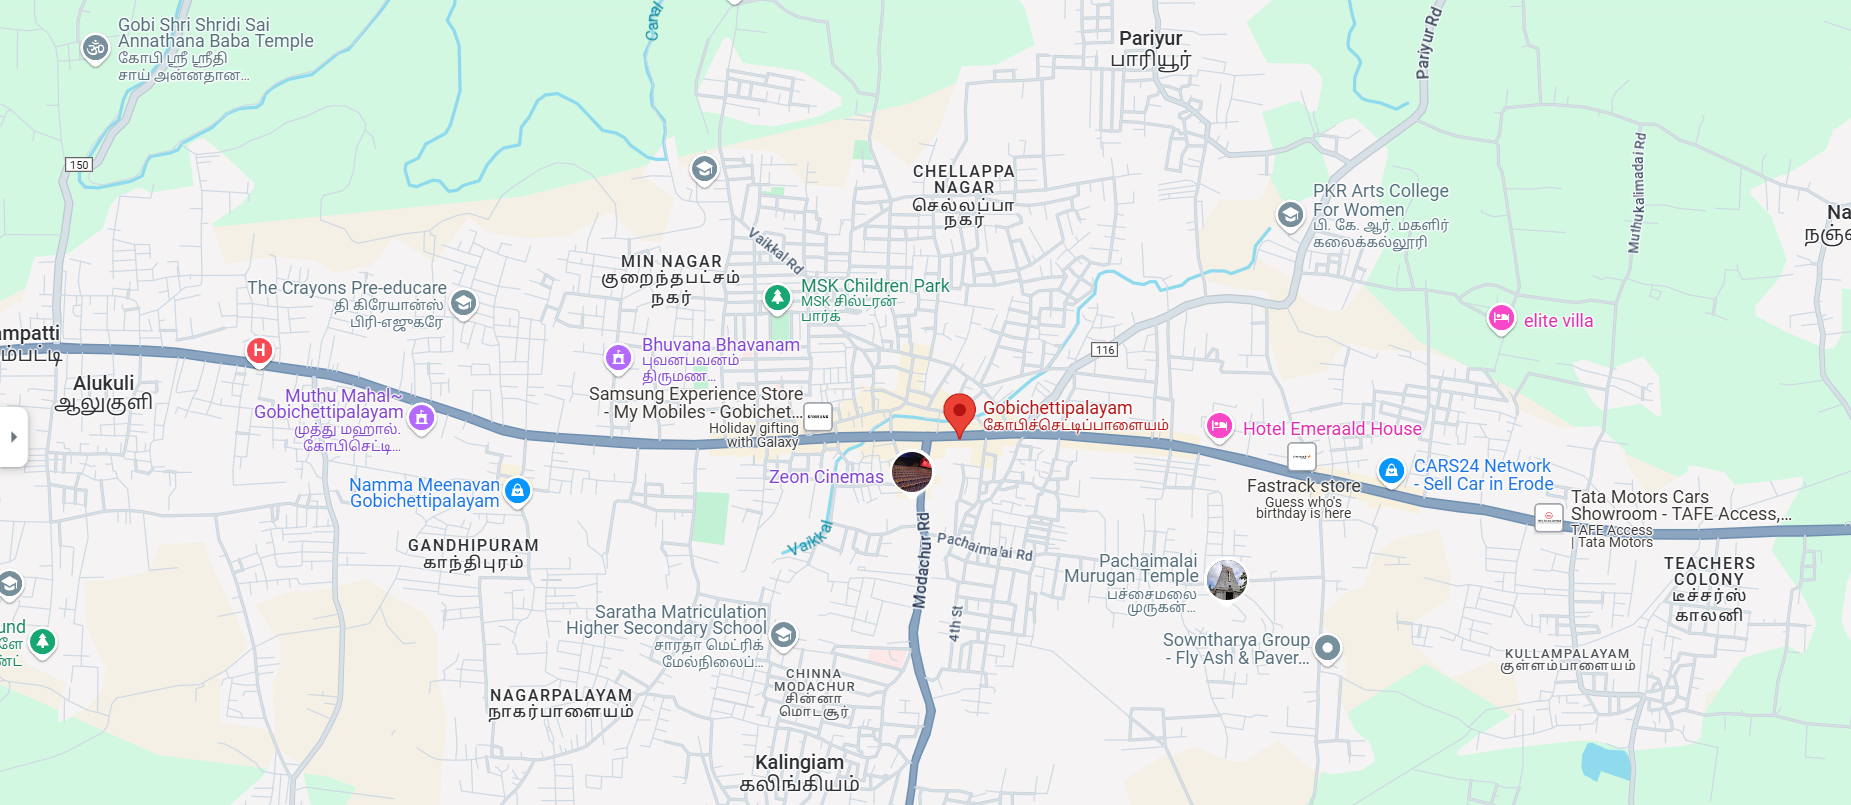 Gobi Shri Shridi Sai
Annathana Baba Temple
கோபி ஸ்ரீ ஸ்ரீதி
சாய் அன்னதான...
Canal
Pariyur
பாரியூர்
Pariyur Rd
150
CHELLAPPA
NAGAR
செல்லப்பா
நகர்
Muthukalmadai Rd
PKR Arts College
For Women
பி. கே. ஆர். மகளிர்
கலைக்கல்லூரி
Na
Vaikkal Rd
MIN NAGAR
குறைந்தபட்சம்
நகர்
The Crayons Pre-educare
தி கிரேயான்ஸ்
பிரி-எஜுகரே
MSK Children Park
MSK சில்ட்ரன்
பார்க்
elite villa
ampatti
ம்பட்டி
H
Bhuvana Bhavanam
புவனபவனம்
திருமண...
116
Alukuli
ஆலுகுளி
Samsung Experience Store
- My Mobiles - Gobichet...
Holiday gifting
with Galaxy
SAMSUNG
Muthu Mahal~
Gobichettipalayam
முத்து மஹால்.
கோபிசெட்டி...
Gobichettipalayam
கோபிச்செட்டிப்பாளையம்
Hotel Emeraald House
Zeon Cinemas
CARS24 Network
- Sell Car in Erode
Fastrack store
Guess who's
birthday is here
Namma Meenavan
Gobichettipalayam
Tata Motors Cars
Showroom - TAFE Access,...
TAFE Access
| Tata Motors
Vaikkal
Modachur Rd
Pachaimalai Rd
GANDHIPURAM
காந்திபுரம்
Pachaimalai
Murugan Temple
பச்சைமலை
முருகன்...
TEACHERS
COLONY
டீச்சர்ஸ்
காலனி
4th St
Saratha Matriculation
Higher Secondary School
சாரதா மெட்ரிக்
மேல்நிலைப்...
und
ளே
ண்ட்
Sowntharya Group
- Fly Ash & Paver...
KULLAMPALAYAM
குள்ளம்பாளையம்
CHINNA
MODACHUR
சின்னா
மொடசூர்
NAGARPALAYAM
நாகர்பாளையம்
Kalingiam
கலிங்கியம்